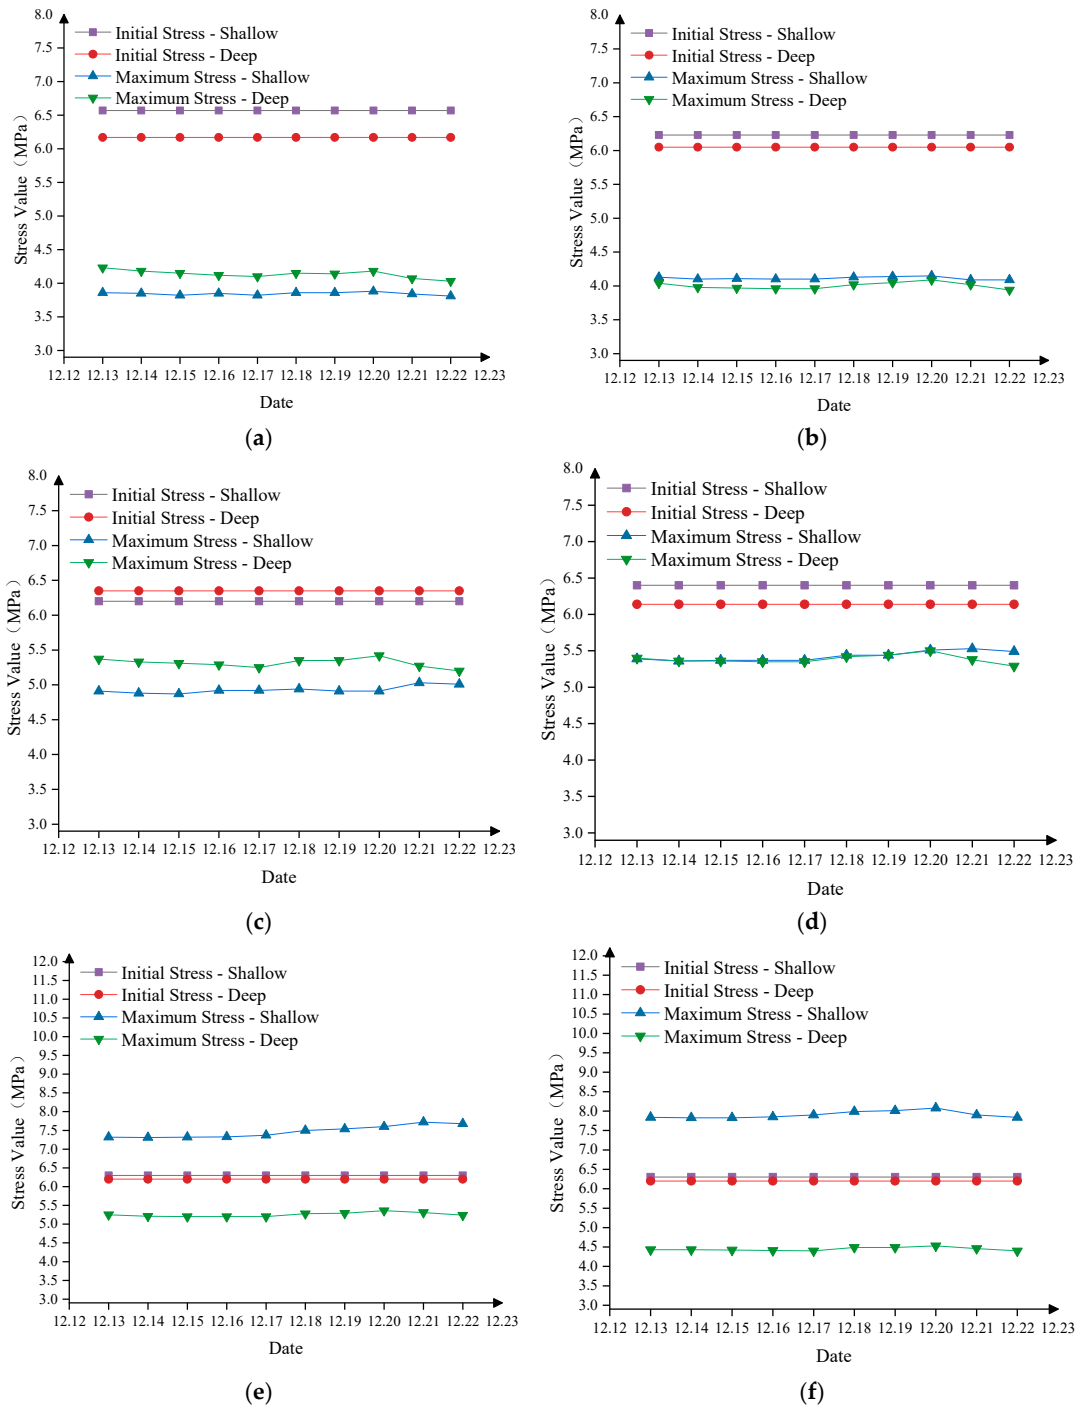 8.0
7.5
7.0
6.5
6.0
5.5
5.0
4.5
4.0
3.5
3.0
Stress Value（MPa）
Initial Stress - Shallow
Initial Stress - Deep
Maximum Stress - Shallow
Maximum Stress - Deep
12.12 12.13 12.14 12.15 12.16 12.17 12.18 12.19 12.20 12.21 12.22 12.23
Date
(a)
8.0
7.5
7.0
6.5
6.0
5.5
5.0
4.5
4.0
3.5
3.0
Stress Value（MPa）
Initial Stress - Shallow
Initial Stress - Deep
Maximum Stress - Shallow
Maximum Stress - Deep
12.12 12.13 12.14 12.15 12.16 12.17 12.18 12.19 12.20 12.21 12.22 12.23
Date
(b)
8.0
7.5
7.0
6.5
6.0
5.5
5.0
4.5
4.0
3.5
3.0
Stress Value（MPa）
Initial Stress - Shallow
Initial Stress - Deep
Maximum Stress - Shallow
Maximum Stress - Deep
12.12 12.13 12.14 12.15 12.16 12.17 12.18 12.19 12.20 12.21 12.22 12.23
Date
(c)
8.0
7.5
7.0
6.5
6.0
5.5
5.0
4.5
4.0
3.5
3.0
Stress Value（MPa）
Initial Stress - Shallow
Initial Stress - Deep
Maximum Stress - Shallow
Maximum Stress - Deep
12.12 12.13 12.14 12.15 12.16 12.17 12.18 12.19 12.20 12.21 12.22 12.23
Date
(d)
12.0
11.5
11.0
10.5
10.0
9.5
9.0
8.5
8.0
7.5
7.0
6.5
6.0
5.5
5.0
4.5
4.0
3.5
3.0
Stress Value（MPa）
Initial Stress - Shallow
Initial Stress - Deep
Maximum Stress - Shallow
Maximum Stress - Deep
12.12 12.13 12.14 12.15 12.16 12.17 12.18 12.19 12.20 12.21 12.22 12.23
Date
(e)
12.0
11.5
11.0
10.5
10.0
9.5
9.0
8.5
8.0
7.5
7.0
6.5
6.0
5.5
5.0
4.5
4.0
3.5
3.0
Stress Value（MPa）
Initial Stress - Shallow
Initial Stress - Deep
Maximum Stress - Shallow
Maximum Stress - Deep
12.12 12.13 12.14 12.15 12.16 12.17 12.18 12.19 12.20 12.21 12.22 12.23
Date
(f)